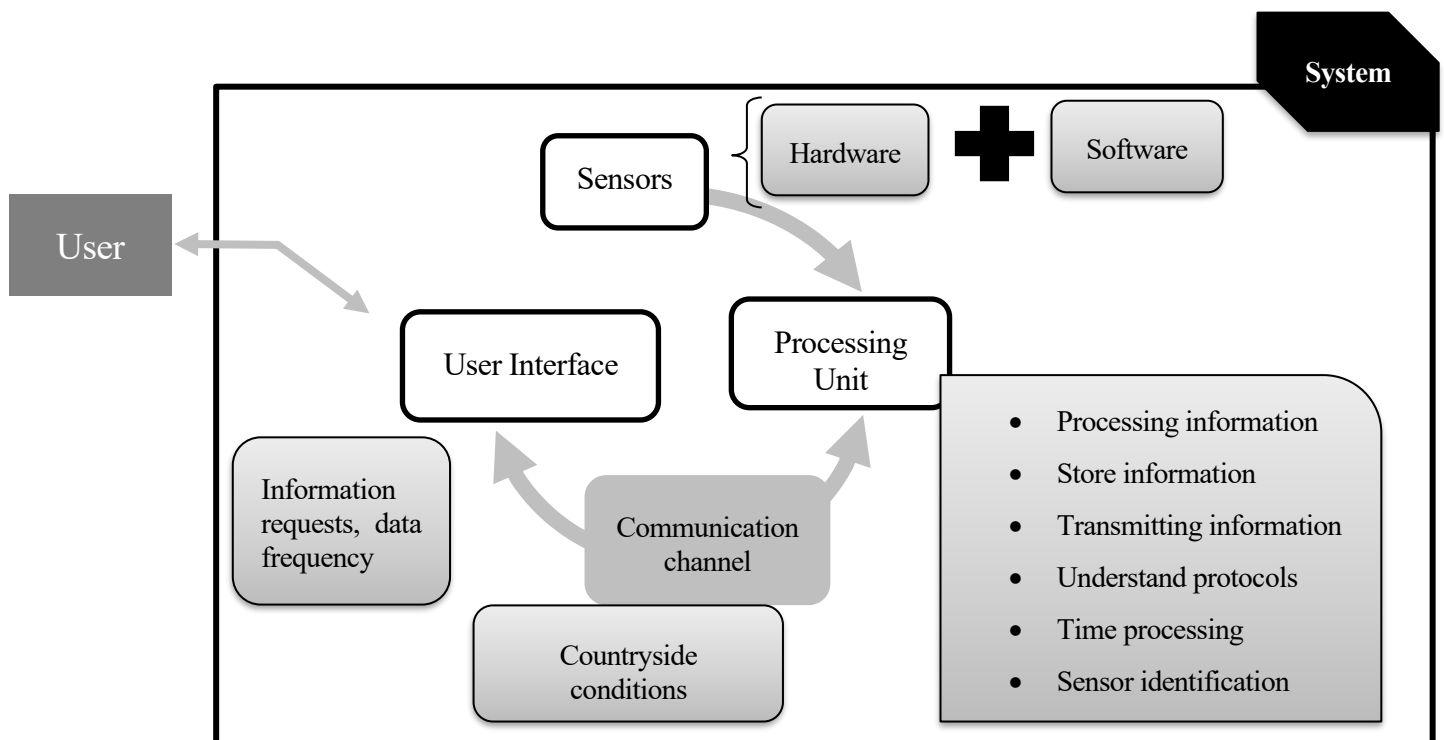 System
Hardware
Software
Sensors
User
User Interface
Processing
Unit
Information
requests, data
frequency
Communication
channel
Countryside
conditions
• Processing information
• Store information
• Transmitting information
• Understand protocols
• Time processing
• Sensor identification